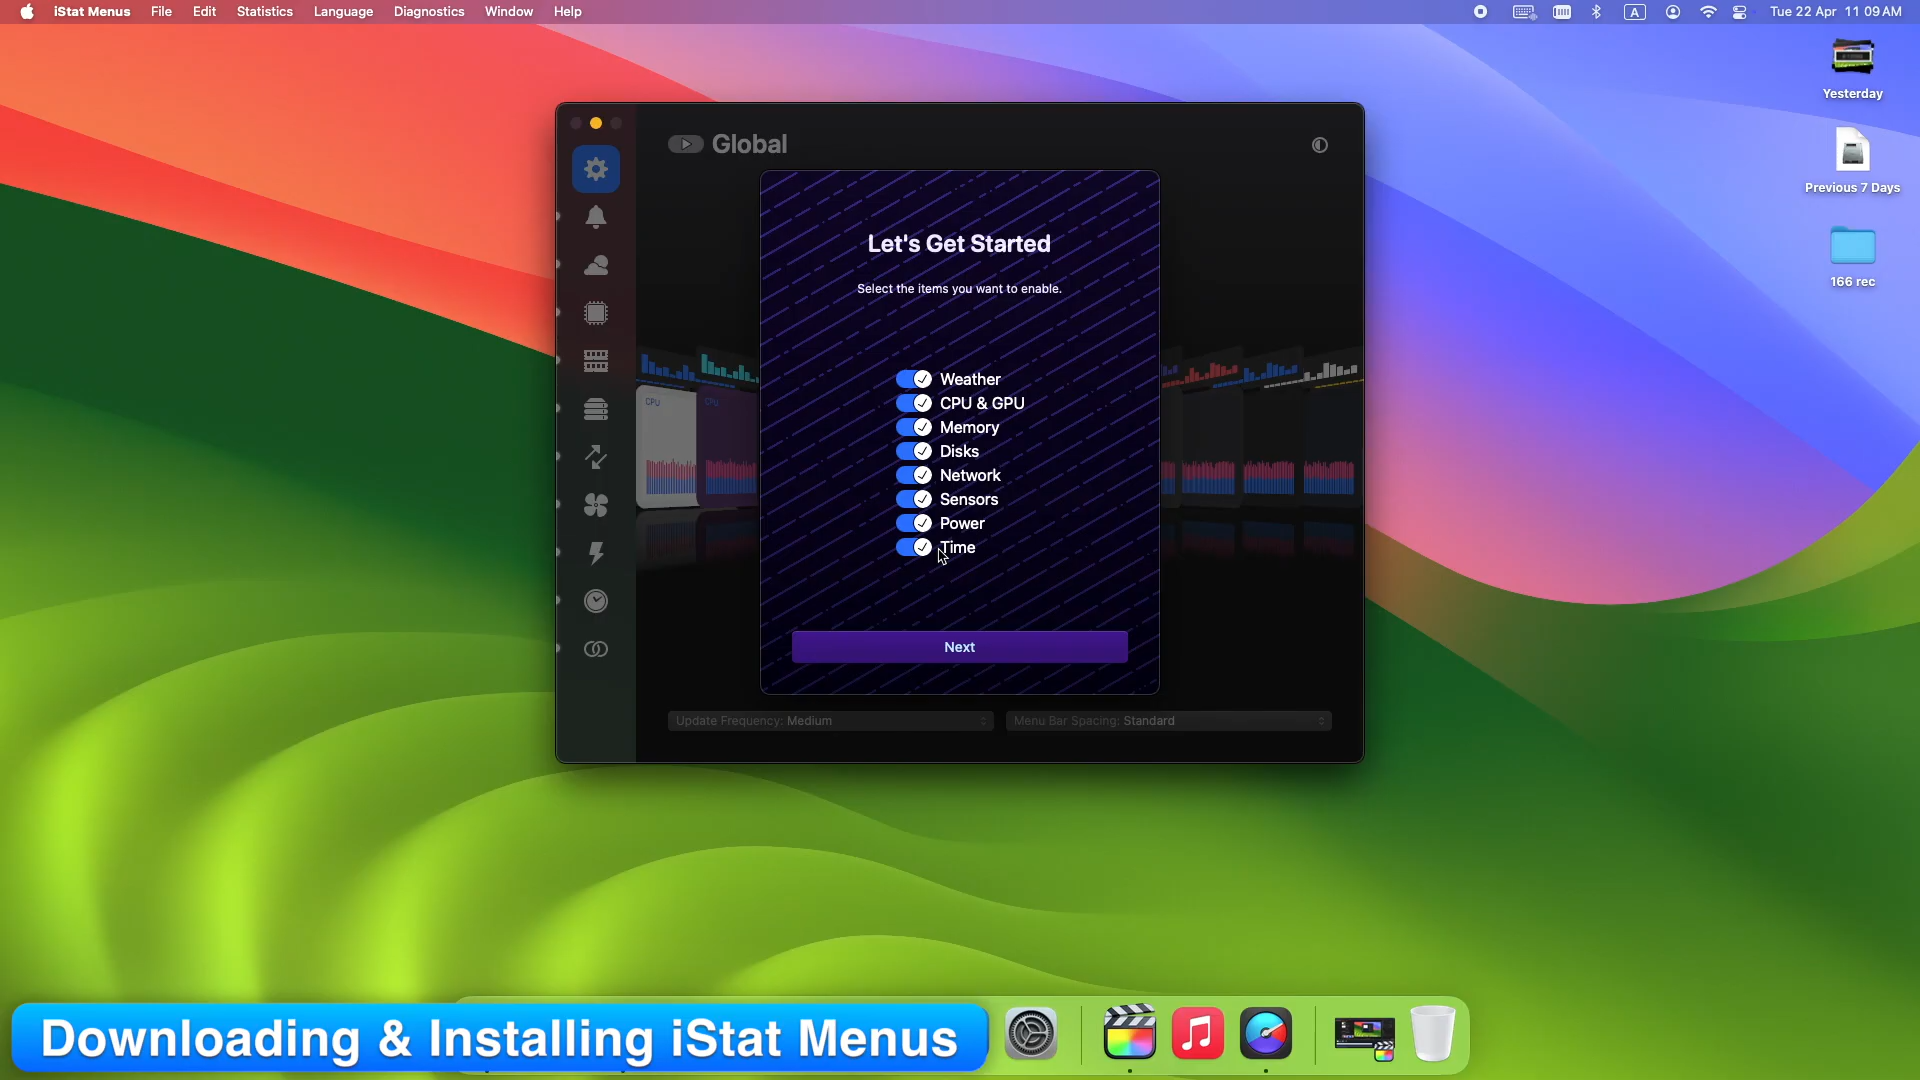 iStat Menus File Edit Statistics Language Diagnostics Window Help A Tue 22 Apr 11 09 AM
Yesterday
Previous 7 Days
166 rec
Global
Let's Get Started
Select the items you want to enable.
Weather
CPU & GPU
Memory
Disks
Network
Sensors
Power
Time
Next
CPU
CPU
Update Frequency: Medium
Menu Bar Spacing: Standard
Downloading & Installing iStat Menus